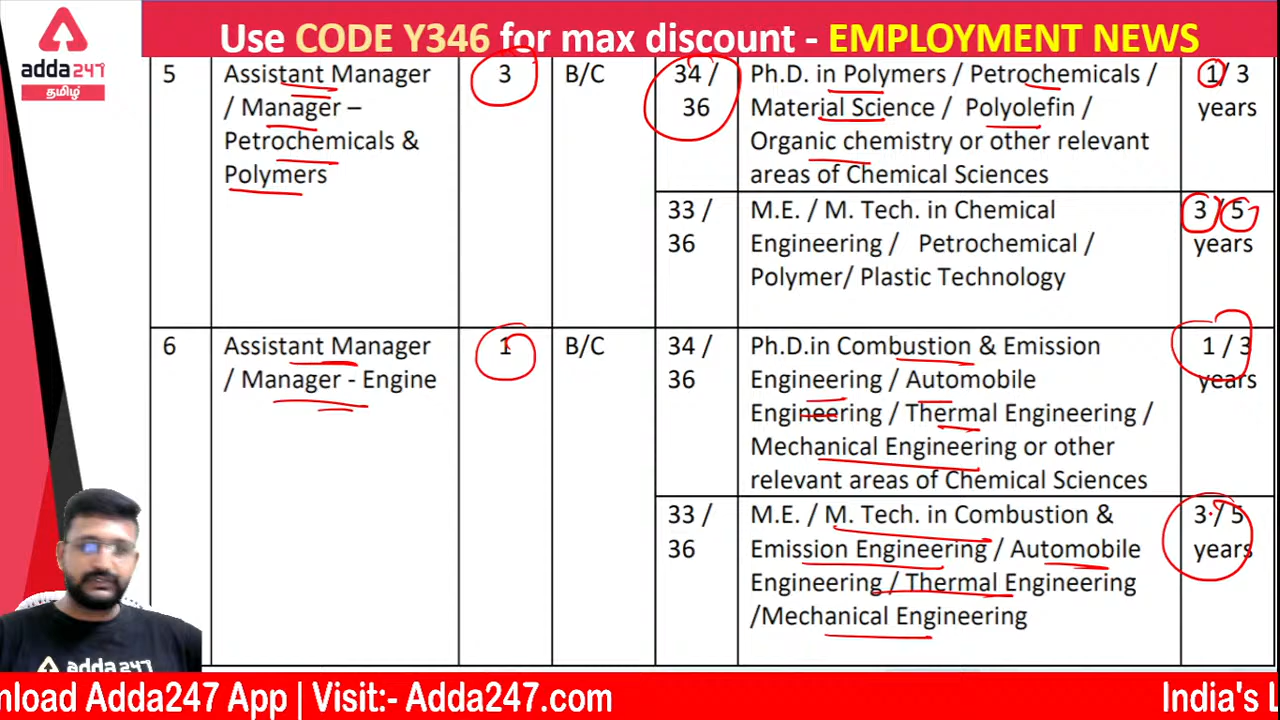 Use CODE Y346 for max discount - EMPLOYMENT NEWS
adda247
தமிழ்
5
Assistant Manager
/ Manager –
Petrochemicals &
Polymers
3
B/C
34 /
36
Ph.D. in Polymers / Petrochemicals /
Material Science / Polyolefin /
Organic chemistry or other relevant
areas of Chemical Sciences
1/ 3
years
33 /
36
M.E. / M. Tech. in Chemical
Engineering / Petrochemical /
Polymer/ Plastic Technology
3 / 5
years
6
Assistant Manager
/ Manager - Engine
1
B/C
34 /
36
Ph.D.in Combustion & Emission
Engineering / Automobile
Engineering / Thermal Engineering /
Mechanical Engineering or other
relevant areas of Chemical Sciences
1 / 3
years
33 /
36
M.E. / M. Tech. in Combustion &
Emission Engineering / Automobile
Engineering / Thermal Engineering
/Mechanical Engineering
3 / 5
years
adda247
nload Adda247 App | Visit:- Adda247.com
India's L